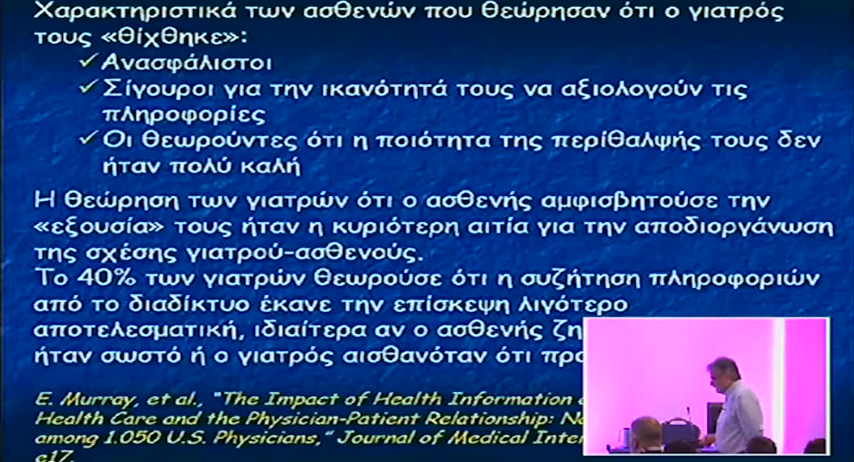 Χαρακτηριστικά των ασθενών που θεώρησαν ότι ο γιατρός
τους «θίχθηκε»:
✓Ανασφάλιστοι
✓Σίγουροι για την ικανότητά τους να αξιολογούν τις
πληροφορίες
✓Οι θεωρούντες ότι η ποιότητα της περίθαλψής τους δεν
ήταν πολύ καλή
Η θεώρηση των γιατρών ότι ο ασθενής αμφισβητούσε την
«εξουσία» τους ήταν η κυριότερη αιτία για την αποδιοργάνωση
της σχέσης γιατρού-ασθενούς.
Το 40% των γιατρών θεωρούσε ότι η συζήτηση πληροφοριών
από το διαδίκτυο έκανε την επίσκεψη λιγότερο
αποτελεσματική, ιδιαίτερα αν ο ασθενής
ήταν σωστό ή ο γιατρός αισθανόταν ότι
E. Murray, et al., "The Impact of Health Information
Health Care and the Physician-Patient Relationship:
among 1.050 U.S. Physicians," Journal of Medical
e17.